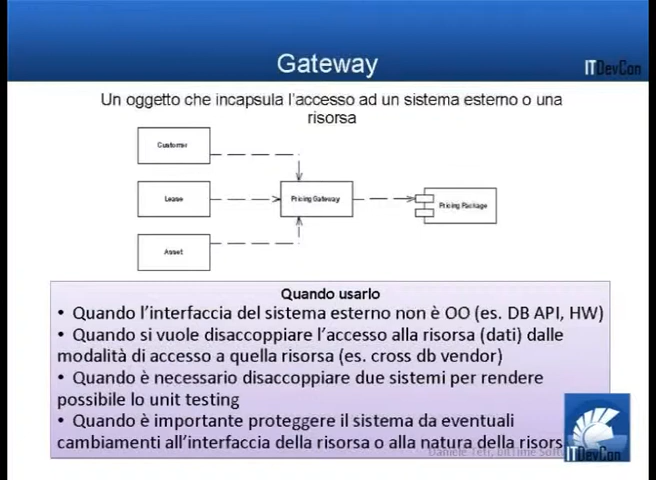 Gateway
ITDevCon
Un oggetto che incapsula l'accesso ad un sistema esterno o una
risorsa
Customer
Lease
Pricing Gateway
Pricing Package
Asset
Quando usarlo
• Quando l'interfaccia del sistema esterno non è OO (es. DB API, HW)
• Quando si vuole disaccoppiare l'accesso alla risorsa (dati) dalle
modalità di accesso a quella risorsa (es. cross db vendor)
• Quando è necessario disaccoppiare due sistemi per rendere
possibile lo unit testing
• Quando è importante proteggere il sistema da eventuali
cambiamenti all'interfaccia della risorsa o alla natura della risors
Daniele Teti, bitTime
ITDevCon